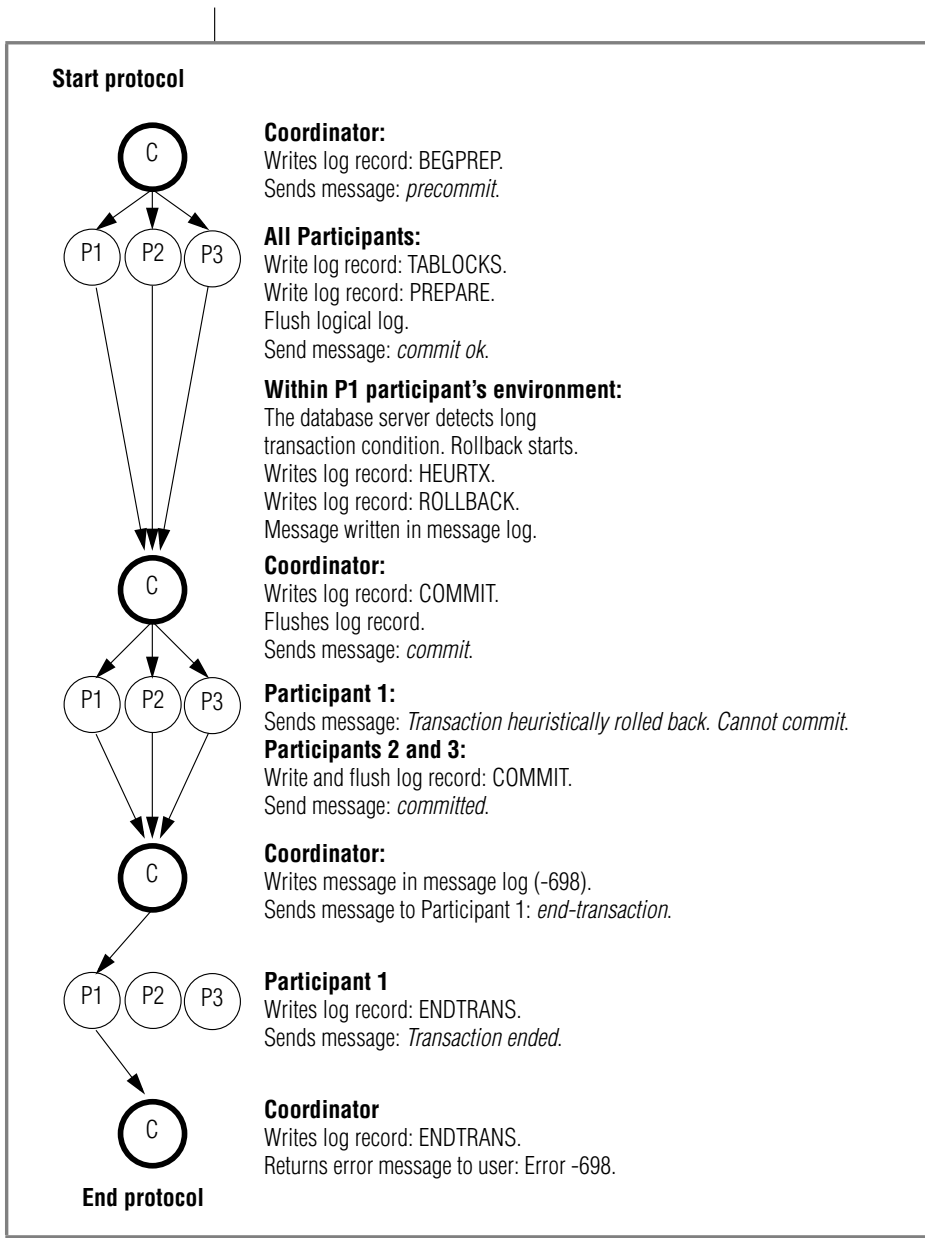 Start protocol
C
Coordinator:
Writes log record: BEGPREP.
Sends message: precommit.
P1 P2 P3
All Participants:
Write log record: TABLOCKS.
Write log record: PREPARE.
Flush logical log.
Send message: commit ok.
Within P1 participant’s environment:
The database server detects long
transaction condition. Rollback starts.
Writes log record: HEURTX.
Writes log record: ROLLBACK.
Message written in message log.
C
Coordinator:
Writes log record: COMMIT.
Flushes log record.
Sends message: commit.
P1 P2 P3
Participant 1:
Sends message: Transaction heuristically rolled back. Cannot commit.
Participants 2 and 3:
Write and flush log record: COMMIT.
Send message: committed.
C
Coordinator:
Writes message in message log (-698).
Sends message to Participant 1: end-transaction.
P1 P2 P3
Participant 1
Writes log record: ENDTRANS.
Sends message: Transaction ended.
C
Coordinator
Writes log record: ENDTRANS.
Returns error message to user: Error -698.
End protocol